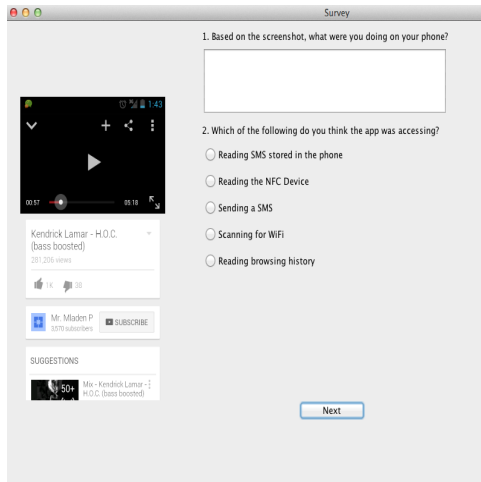 Survey
1. Based on the screenshot, what were you doing on your phone?
1:43
00:57
05:18
Kendrick Lamar - H.O.C.
(bass boosted)
281,206 views
1K 38
Mr. Mladen P
3,570 subscribers
SUBSCRIBE
SUGGESTIONS
50+
Mix - Kendrick Lamar -
H.O.C. (bass boosted)
2. Which of the following do you think the app was accessing?
Reading SMS stored in the phone
Reading the NFC Device
Sending a SMS
Scanning for WiFi
Reading browsing history
Next